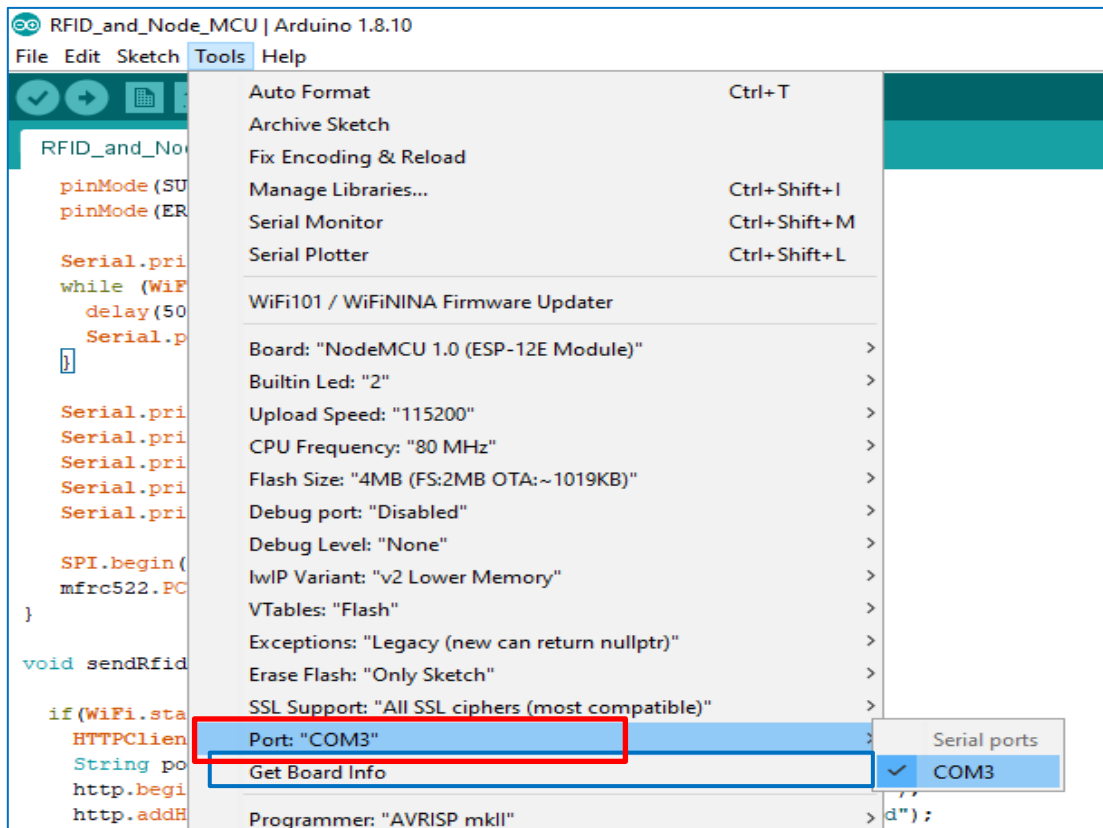 RFID_and_Node_MCU | Arduino 1.8.10
File Edit Sketch Tools Help
RFID_and_No
pinMode(SU
pinMode(ER
Serial.pri
while (WiF
delay(50
Serial.p
}
Serial.pri
Serial.pri
Serial.pri
Serial.pri
Serial.pri
SPI.begin(
mfrc522.PC
}
void sendRfid
if(WiFi.sta
HTTPClien
String po
http.begi
http.addH
Auto Format Ctrl+T
Archive Sketch
Fix Encoding & Reload
Manage Libraries... Ctrl+Shift+I
Serial Monitor Ctrl+Shift+M
Serial Plotter Ctrl+Shift+L
WiFi101 / WiFiNINA Firmware Updater
Board: "NodeMCU 1.0 (ESP-12E Module)" >
Builtin Led: "2" >
Upload Speed: "115200" >
CPU Frequency: "80 MHz" >
Flash Size: "4MB (FS:2MB OTA:~1019KB)" >
Debug port: "Disabled" >
Debug Level: "None" >
IwIP Variant: "v2 Lower Memory" >
VTables: "Flash" >
Exceptions: "Legacy (new can return nullptr)" >
Erase Flash: "Only Sketch" >
SSL Support: "All SSL ciphers (most compatible)" >
Port: "COM3" >
Get Board Info
Programmer: "AVRISP mkII" >
Serial ports
COM3
d");